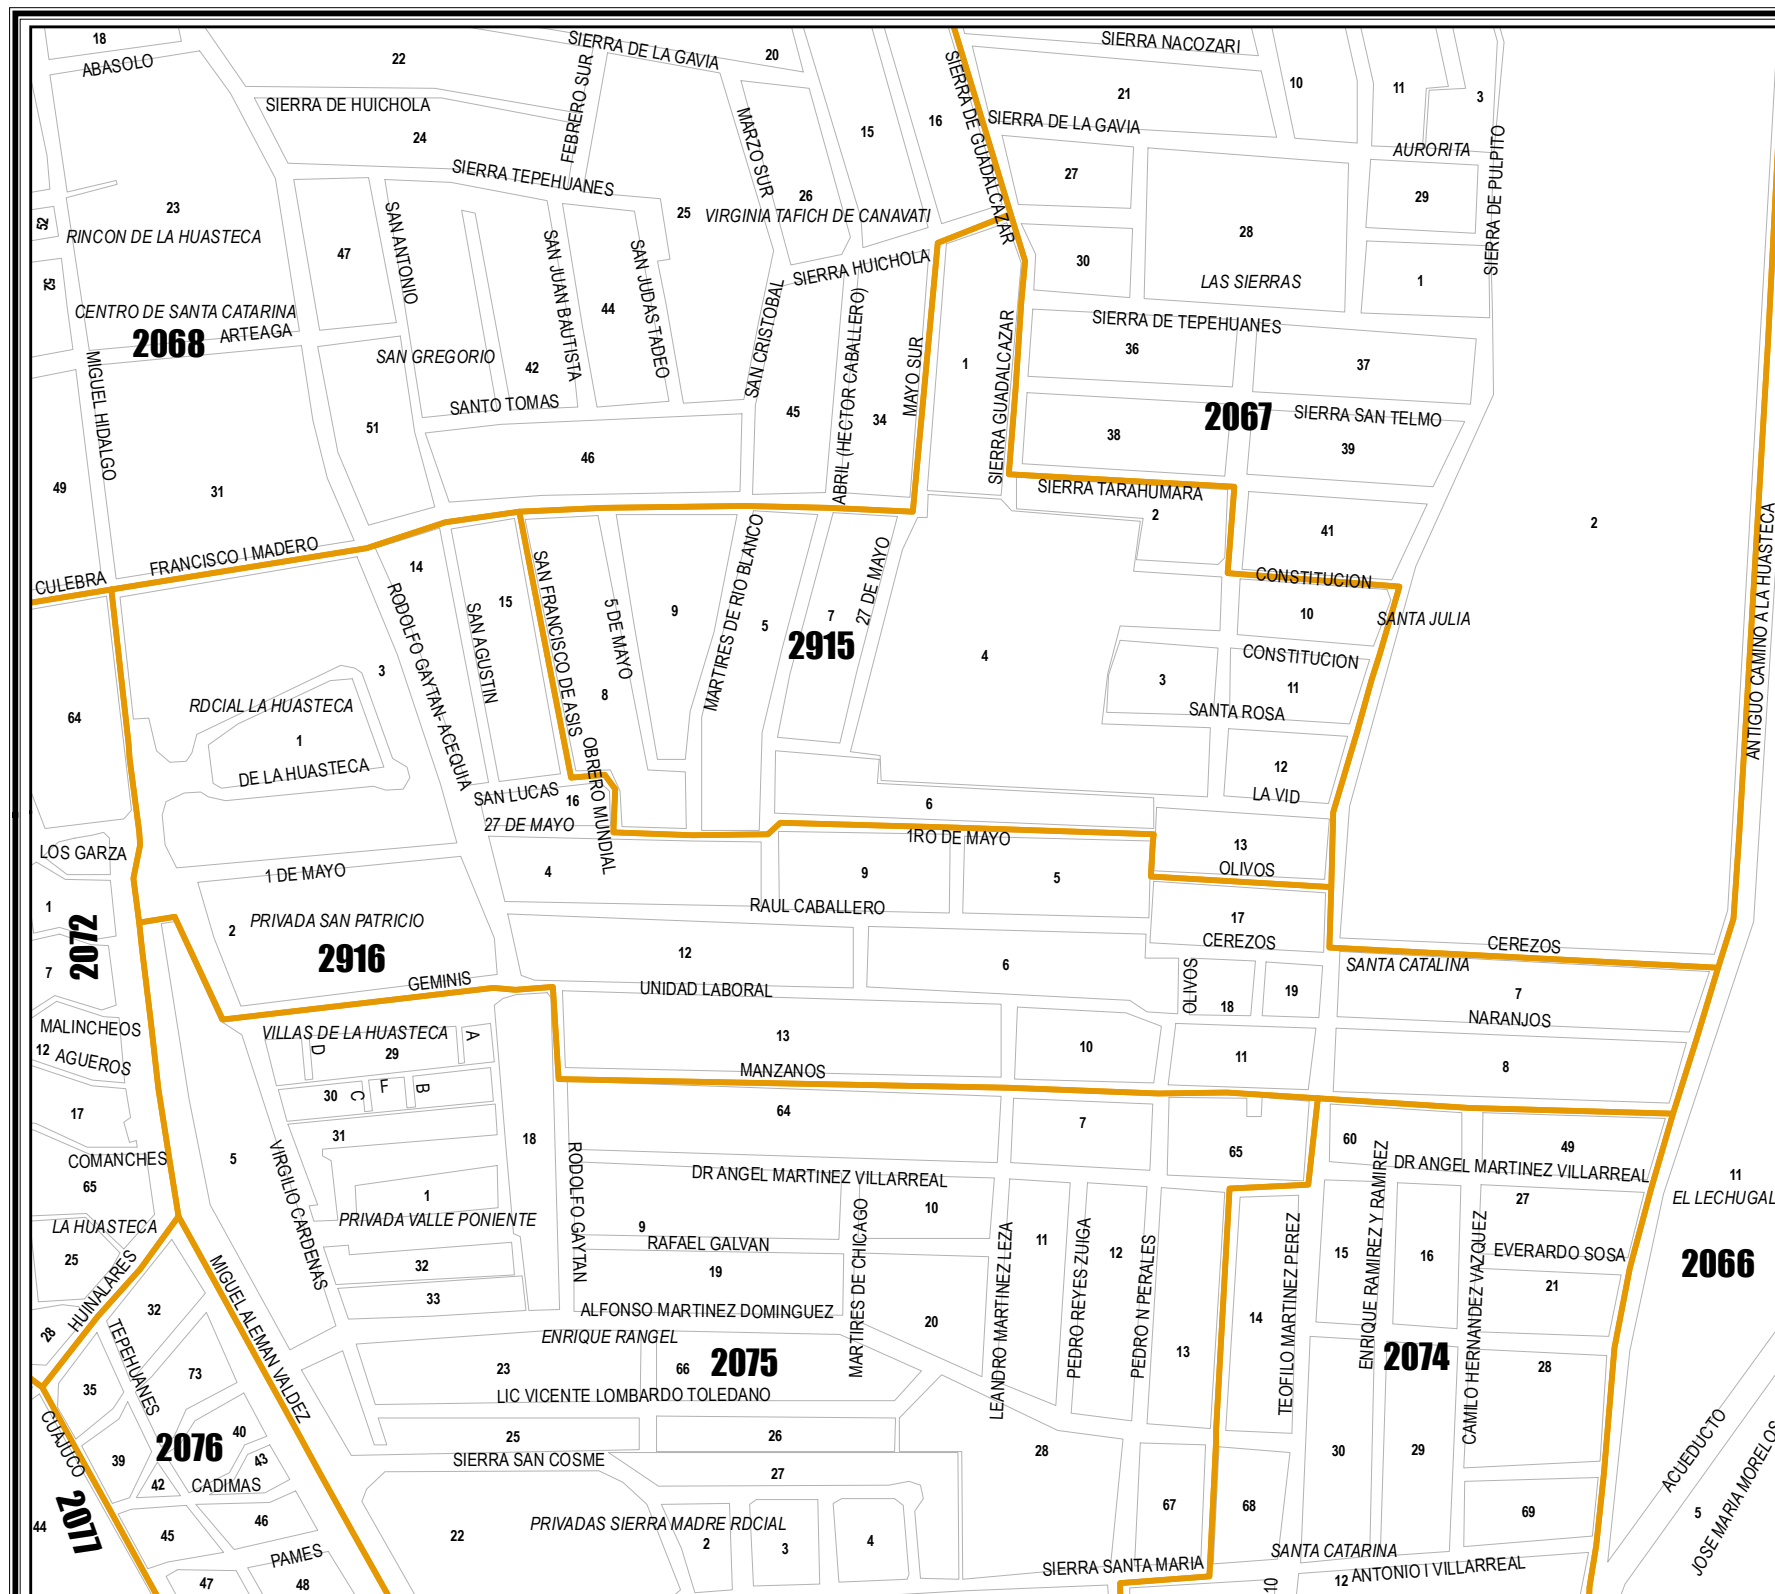 18
ABASOLO
22
SIERRA DE LA GAVIA
20
SIERRA NACOZARI
10
11
3
21
SIERRA DE HUICHOLA
24
FEBRERO SUR
SIERRA TEPEHUANES
MARZO SUR
15
16
SIERRA DE GUADALCAZAR
SIERRA DE LA GAVIA
AURORITA
27
29
SIERRA DE PULPITO
23
52
RINCON DE LA HUASTECA
47
SAN ANTONIO
25
26
VIRGINIA TAFICH DE CANAVATI
28
30
LAS SIERRAS
1
52
CENTRO DE SANTA CATARINA
2068
ARTEAGA
SAN JUAN BAUTISTA
44
SAN JUDAS TADEO
SIERRA HUICHOLA
SAN CRISTOBAL
ABRIL (HECTOR CABALLERO)
MAYO SUR
1
SIERRA GUADALCAZAR
SIERRA DE TEPEHUANES
36
37
MIGUEL HIDALGO
SAN GREGORIO
42
SANTO TOMAS
51
45
34
2067
SIERRA SAN TELMO
38
39
46
49
31
SIERRA TARAHUMARA
2
41
2
ANTIGUO CAMINO A LA HUASTECA
CULEBRA
FRANCISCO I MADERO
14
RODOLFO GAYTAN- ACEQUIA
15
SAN AGUSTIN
SAN FRANCISCO DE ASIS
5 DE MAYO
9
MARTIRES DE RIO BLANCO
5
7
27 DE MAYO
2915
4
CONSTITUCION
10
SANTA JULIA
CONSTITUCION
3
11
SANTA ROSA
64
3
RDCIAL LA HUASTECA
1
DE LA HUASTECA
8
OBRERO MUNDIAL
SAN LUCAS
16
27 DE MAYO
12
LA VID
6
1RO DE MAYO
13
OLIVOS
LOS GARZA
1 DE MAYO
4
9
5
1
2072
2
PRIVADA SAN PATRICIO
2916
RAUL CABALLERO
17
CEREZOS
CEREZOS
7
GEMINIS
12
6
UNIDAD LABORAL
OLIVOS
18
19
SANTA CATALINA
7
NARANJOS
MALINCHEOS
12
AGUEROS
VILLAS DE LA HUASTECA
D
29
A
13
10
11
8
MANZANOS
30
C
F
B
17
31
18
64
7
65
60
49
COMANCHES
65
5
VIRGILIO CARDENAS
RODOLFO GAYTAN
DR ANGEL MARTINEZ VILLARREAL
DR ANGEL MARTINEZ VILLARREAL
11
EL LECHUGAL
1
PRIVADA VALLE PONIENTE
LA HUASTECA
25
HUINALARES
MIGUEL ALEMAN VALDEZ
32
33
9
RAFAEL GALVAN
19
ALFONSO MARTINEZ DOMINGUEZ
MARTIRES DE CHICAGO
10
LEANDRO MARTINEZ LEZA
11
PEDRO REYES ZUIGA
12
PEDRO N PERALES
TEOFILO MARTINEZ PEREZ
15
ENRIQUE RAMIREZ Y RAMIREZ
16
CAMILO HERNANDEZ VAZQUEZ
27
EVERARDO SOSA
21
2066
28
32
TEPEHUANES
ENRIQUE RANGEL
20
13
14
2074
28
35
73
23
66
2075
LIC VICENTE LOMBARDO TOLEDANO
CUAJUCO
39
2076
40
43
42
CADIMAS
25
26
SIERRA SAN COSME
27
28
30
29
ACUEDUCTO
JOSE MARIA MORELOS
44
2077
45
46
PAMES
47
48
22
PRIVADAS SIERRA MADRE RDCIAL
2
3
4
67
68
69
5
SIERRA SANTA MARIA
SANTA CATARINA
10
12
ANTONIO I VILLARREAL